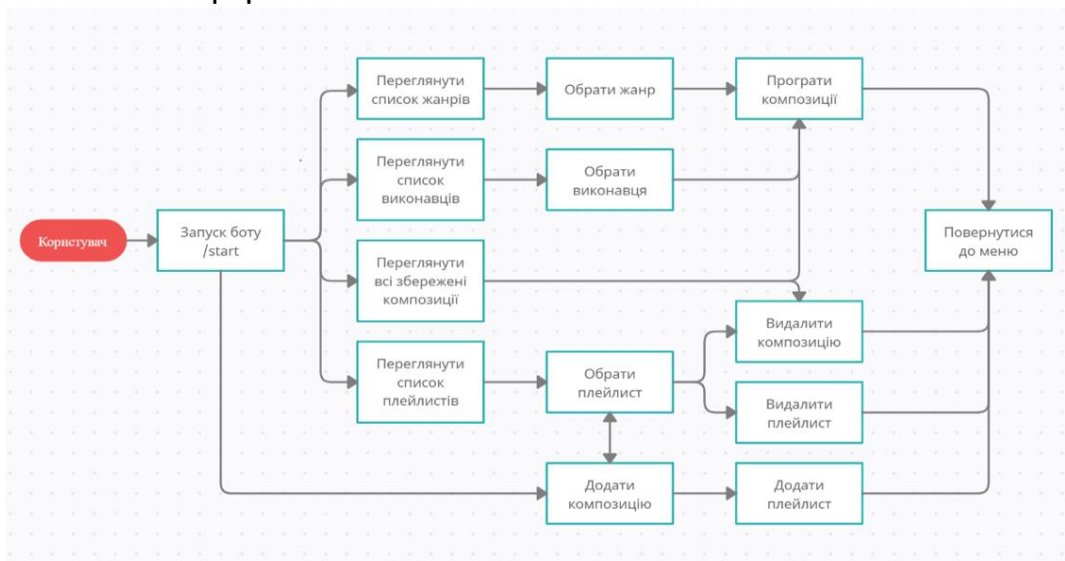 Переглянути
список жанрів
Обрати жанр
Програти
композиції
Переглянути
список
виконавців
Обрати
виконавця
Користувач
Запуск боту
/start
Повернутися
до меню
Переглянути
всі збережені
композиції
Видалити
композицію
Переглянути
список
плейлистів
Обрати
плейлист
Видалити
плейлист
Додати
композицію
Додати
плейлист